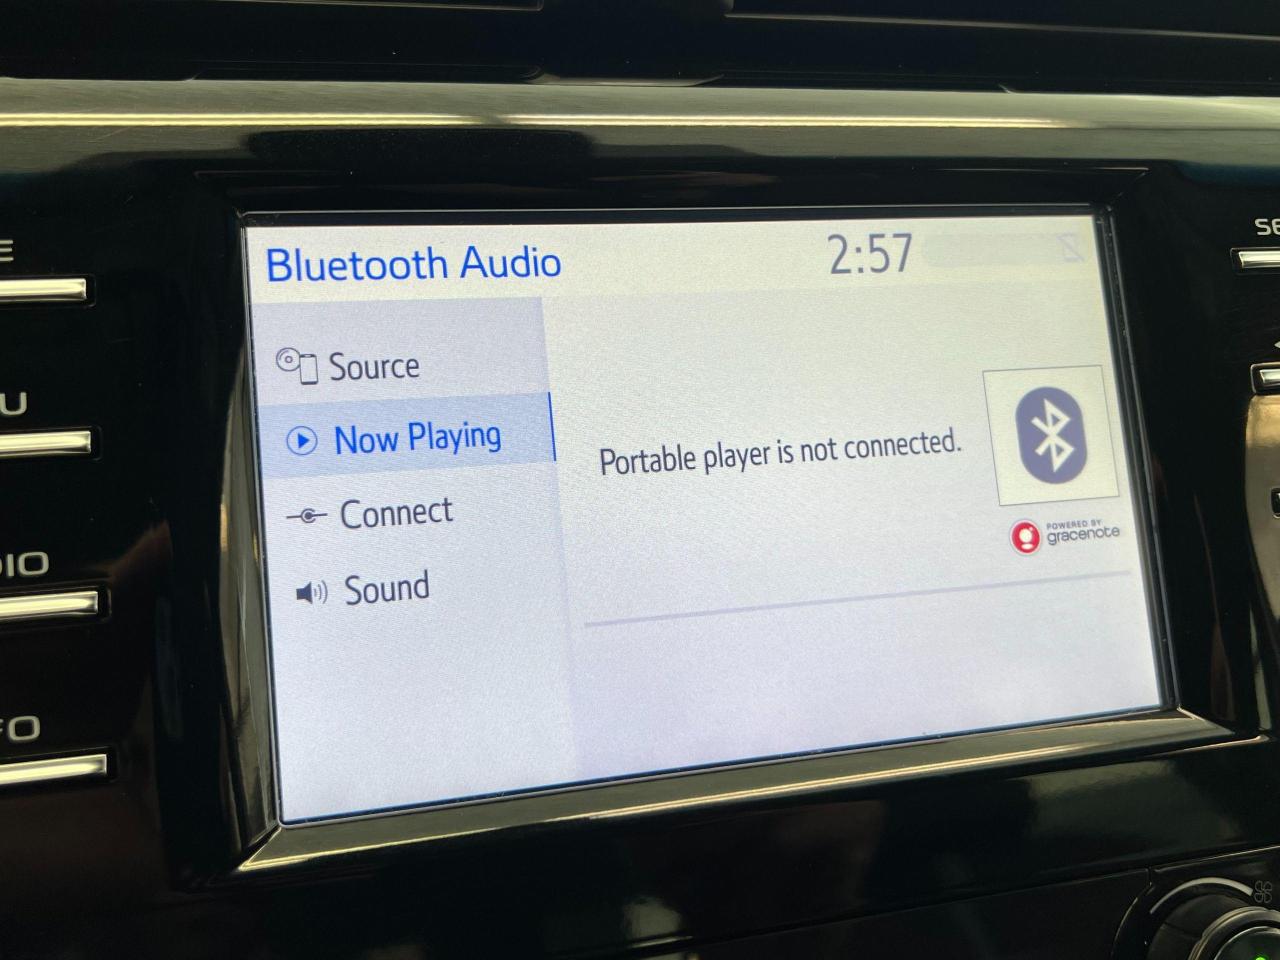 Bluetooth Audio
2:57
Source
Now Playing
Connect
Sound
Portable player is not connected.
POWERED BY
gracenote